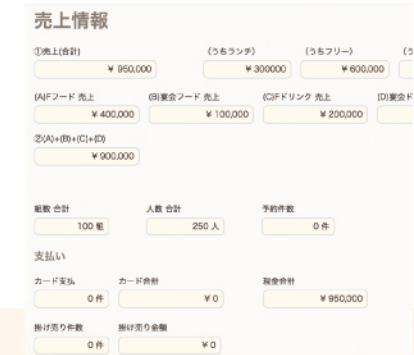 売上情報
①売上(合計) (うちランチ) (うちフリー) (う
¥ 950,000 ¥ 300000 ¥ 600,000
(A)Fフード 売上 (B)宴会フード 売上 (C)Fドリンク 売上 (D)宴会ド
¥ 400,000 ¥ 100,000 ¥ 200,000
②(A)+(B)+(C)+(D)
¥ 900,000
組数 合計 人数 合計 予約件数
100 組 250 人 0 件
支払い
カード支払 カード合計 現金合計
0 件 ¥ 0 ¥ 950,000
掛け売り件数 掛け売り金額
0 件 ¥ 0